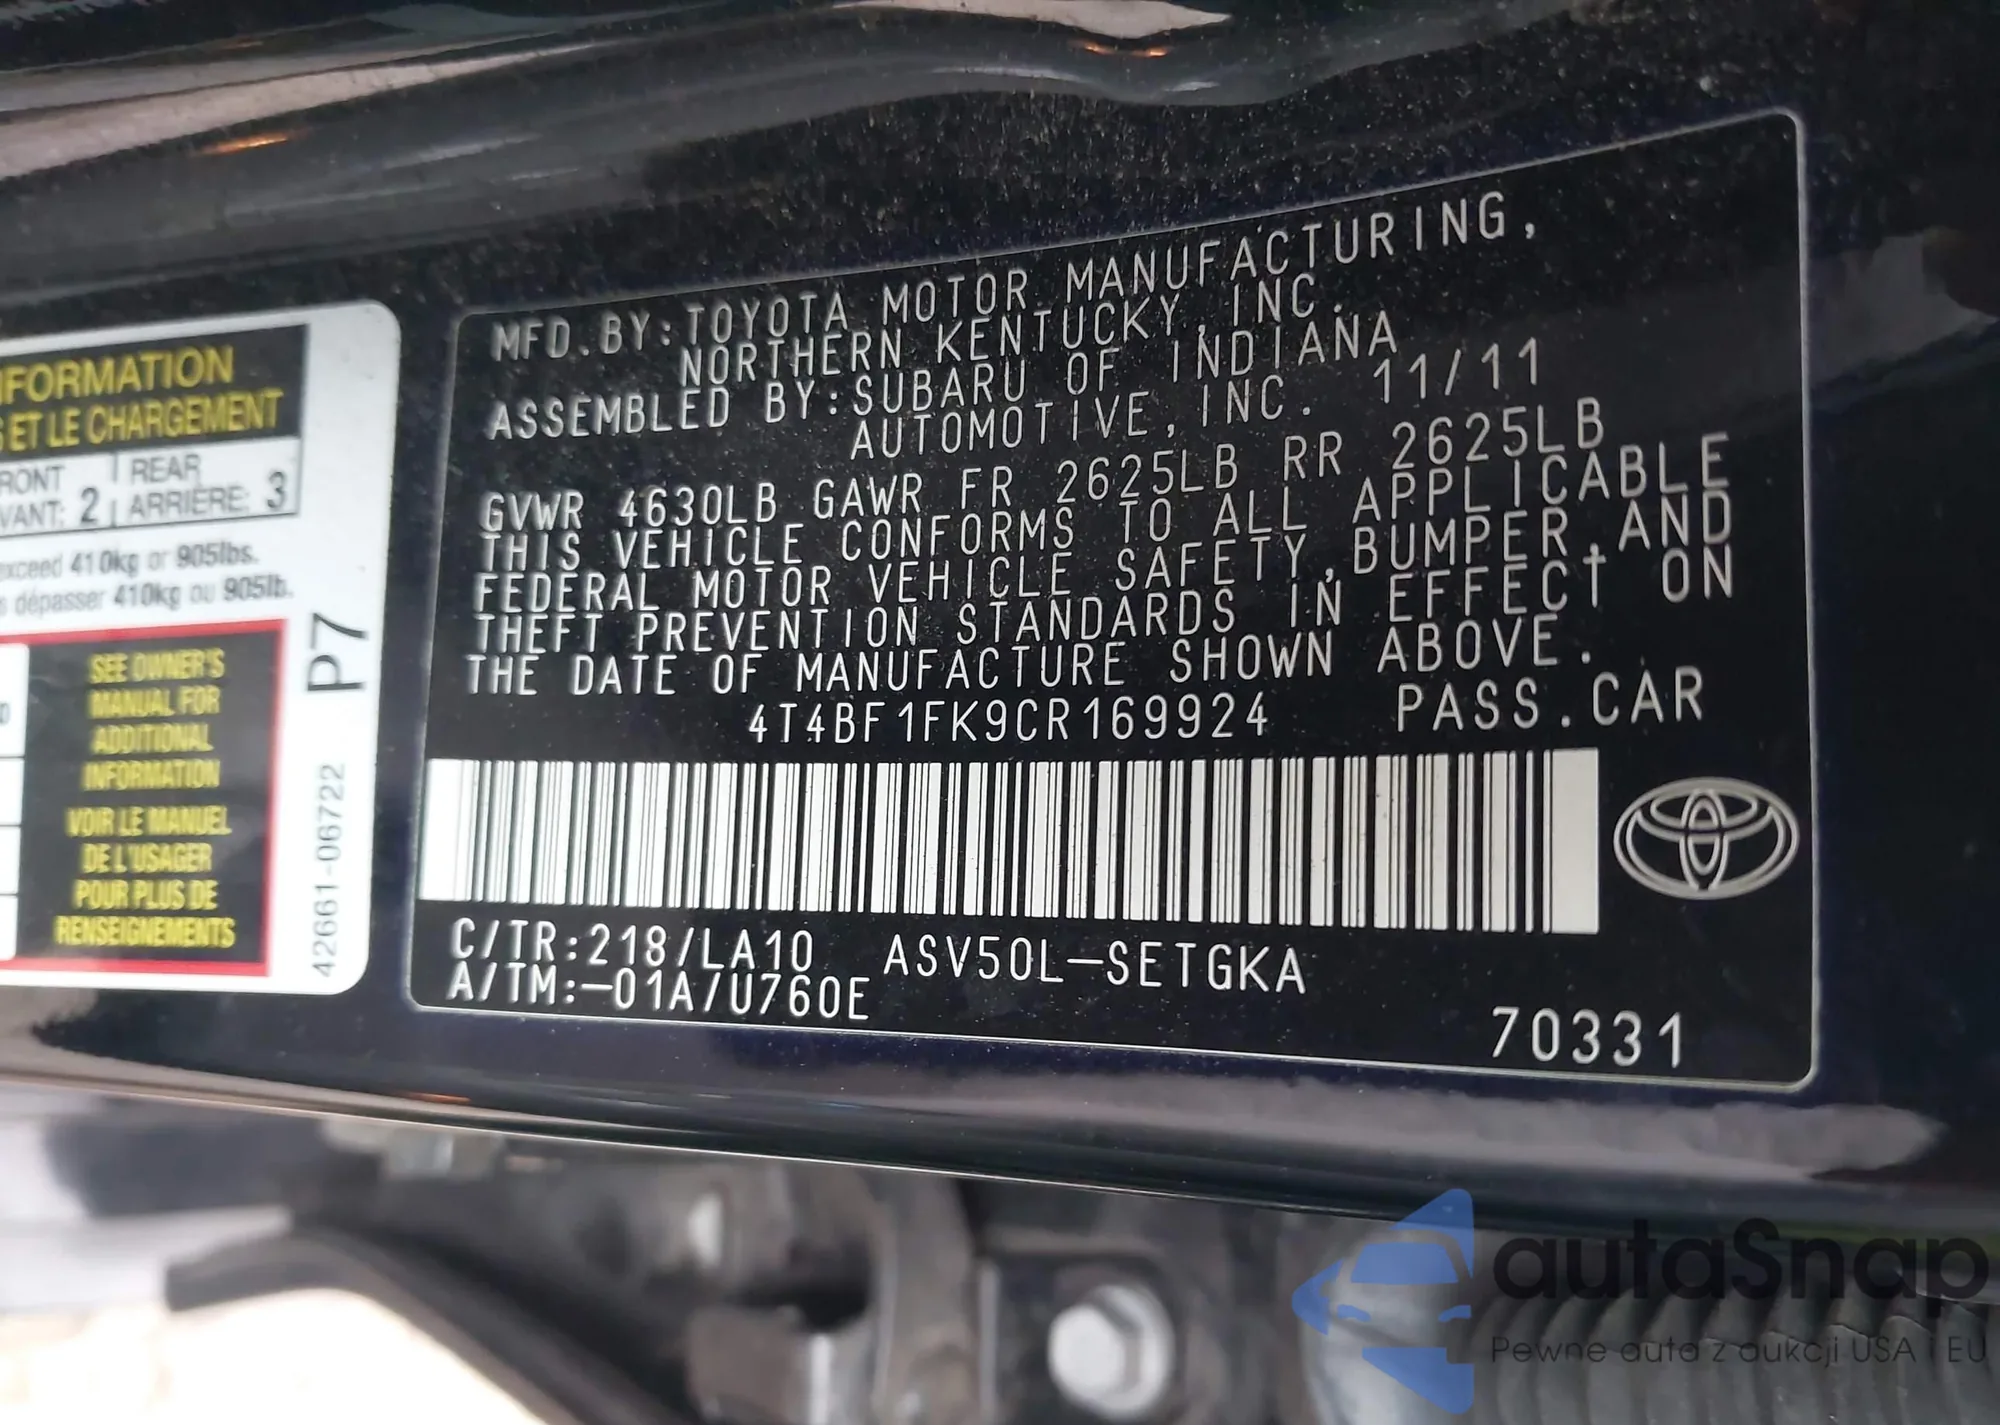 NFORMATION
S ET LE CHARGEMENT
RONT REAR
VANT: 2 ARRIÈRE: 3
exceed 410kg or 905lbs.
s dépasser 410kg ou 905lb.
SEE OWNER'S
MANUAL FOR
ADDITIONAL
INFORMATION
VOIR LE MANUEL
DE L'USAGER
POUR PLUS DE
RENSEIGNEMENTS
P7
42661-06722
MFD.BY:TOYOTA MOTOR MANUFACTURING,
NORTHERN KENTUCKY, INC.
ASSEMBLED BY:SUBARU OF INDIANA
AUTOMOTIVE, INC. 11/11
GVWR 4630LB GAWR FR 2625LB RR 2625LB
THIS VEHICLE CONFORMS TO ALL APPLICABLE
FEDERAL MOTOR VEHICLE SAFETY, BUMPER, AND
THEFT PREVENTION STANDARDS IN EFFECT ON
THE DATE OF MANUFACTURE SHOWN ABOVE.
4T4BF1FK9CR169924 PASS.CAR
C/TR:218/LA10 ASV50L-SETGKA
A/TM:-01A/U760E
70331
autaSnap
Pewne auta z aukcji USA i EU